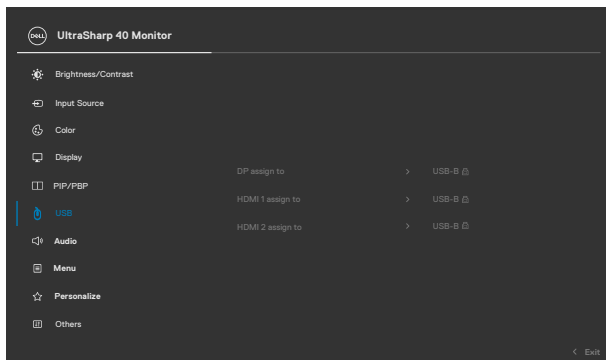 DELL UltraSharp 40 Monitor
Brightness/Contrast
Input Source
Color
Display
DP assign to > USB-B
PIP/PBP
HDMI 1 assign to > USB-B
USB
HDMI 2 assign to > USB-B
Audio
Menu
Personalize
Others
< Exit